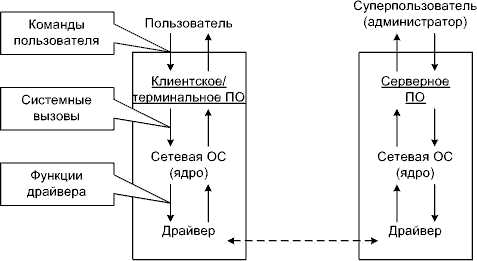 Команды
пользователя
Пользователь
Суперпользователь
(администратор)
Клиентское/
терминальное ПО
Серверное
ПО
Системные
вызовы
Сетевая ОС
(ядро)
Сетевая ОС
(ядро)
Функции
драйвера
Драйвер
Драйвер